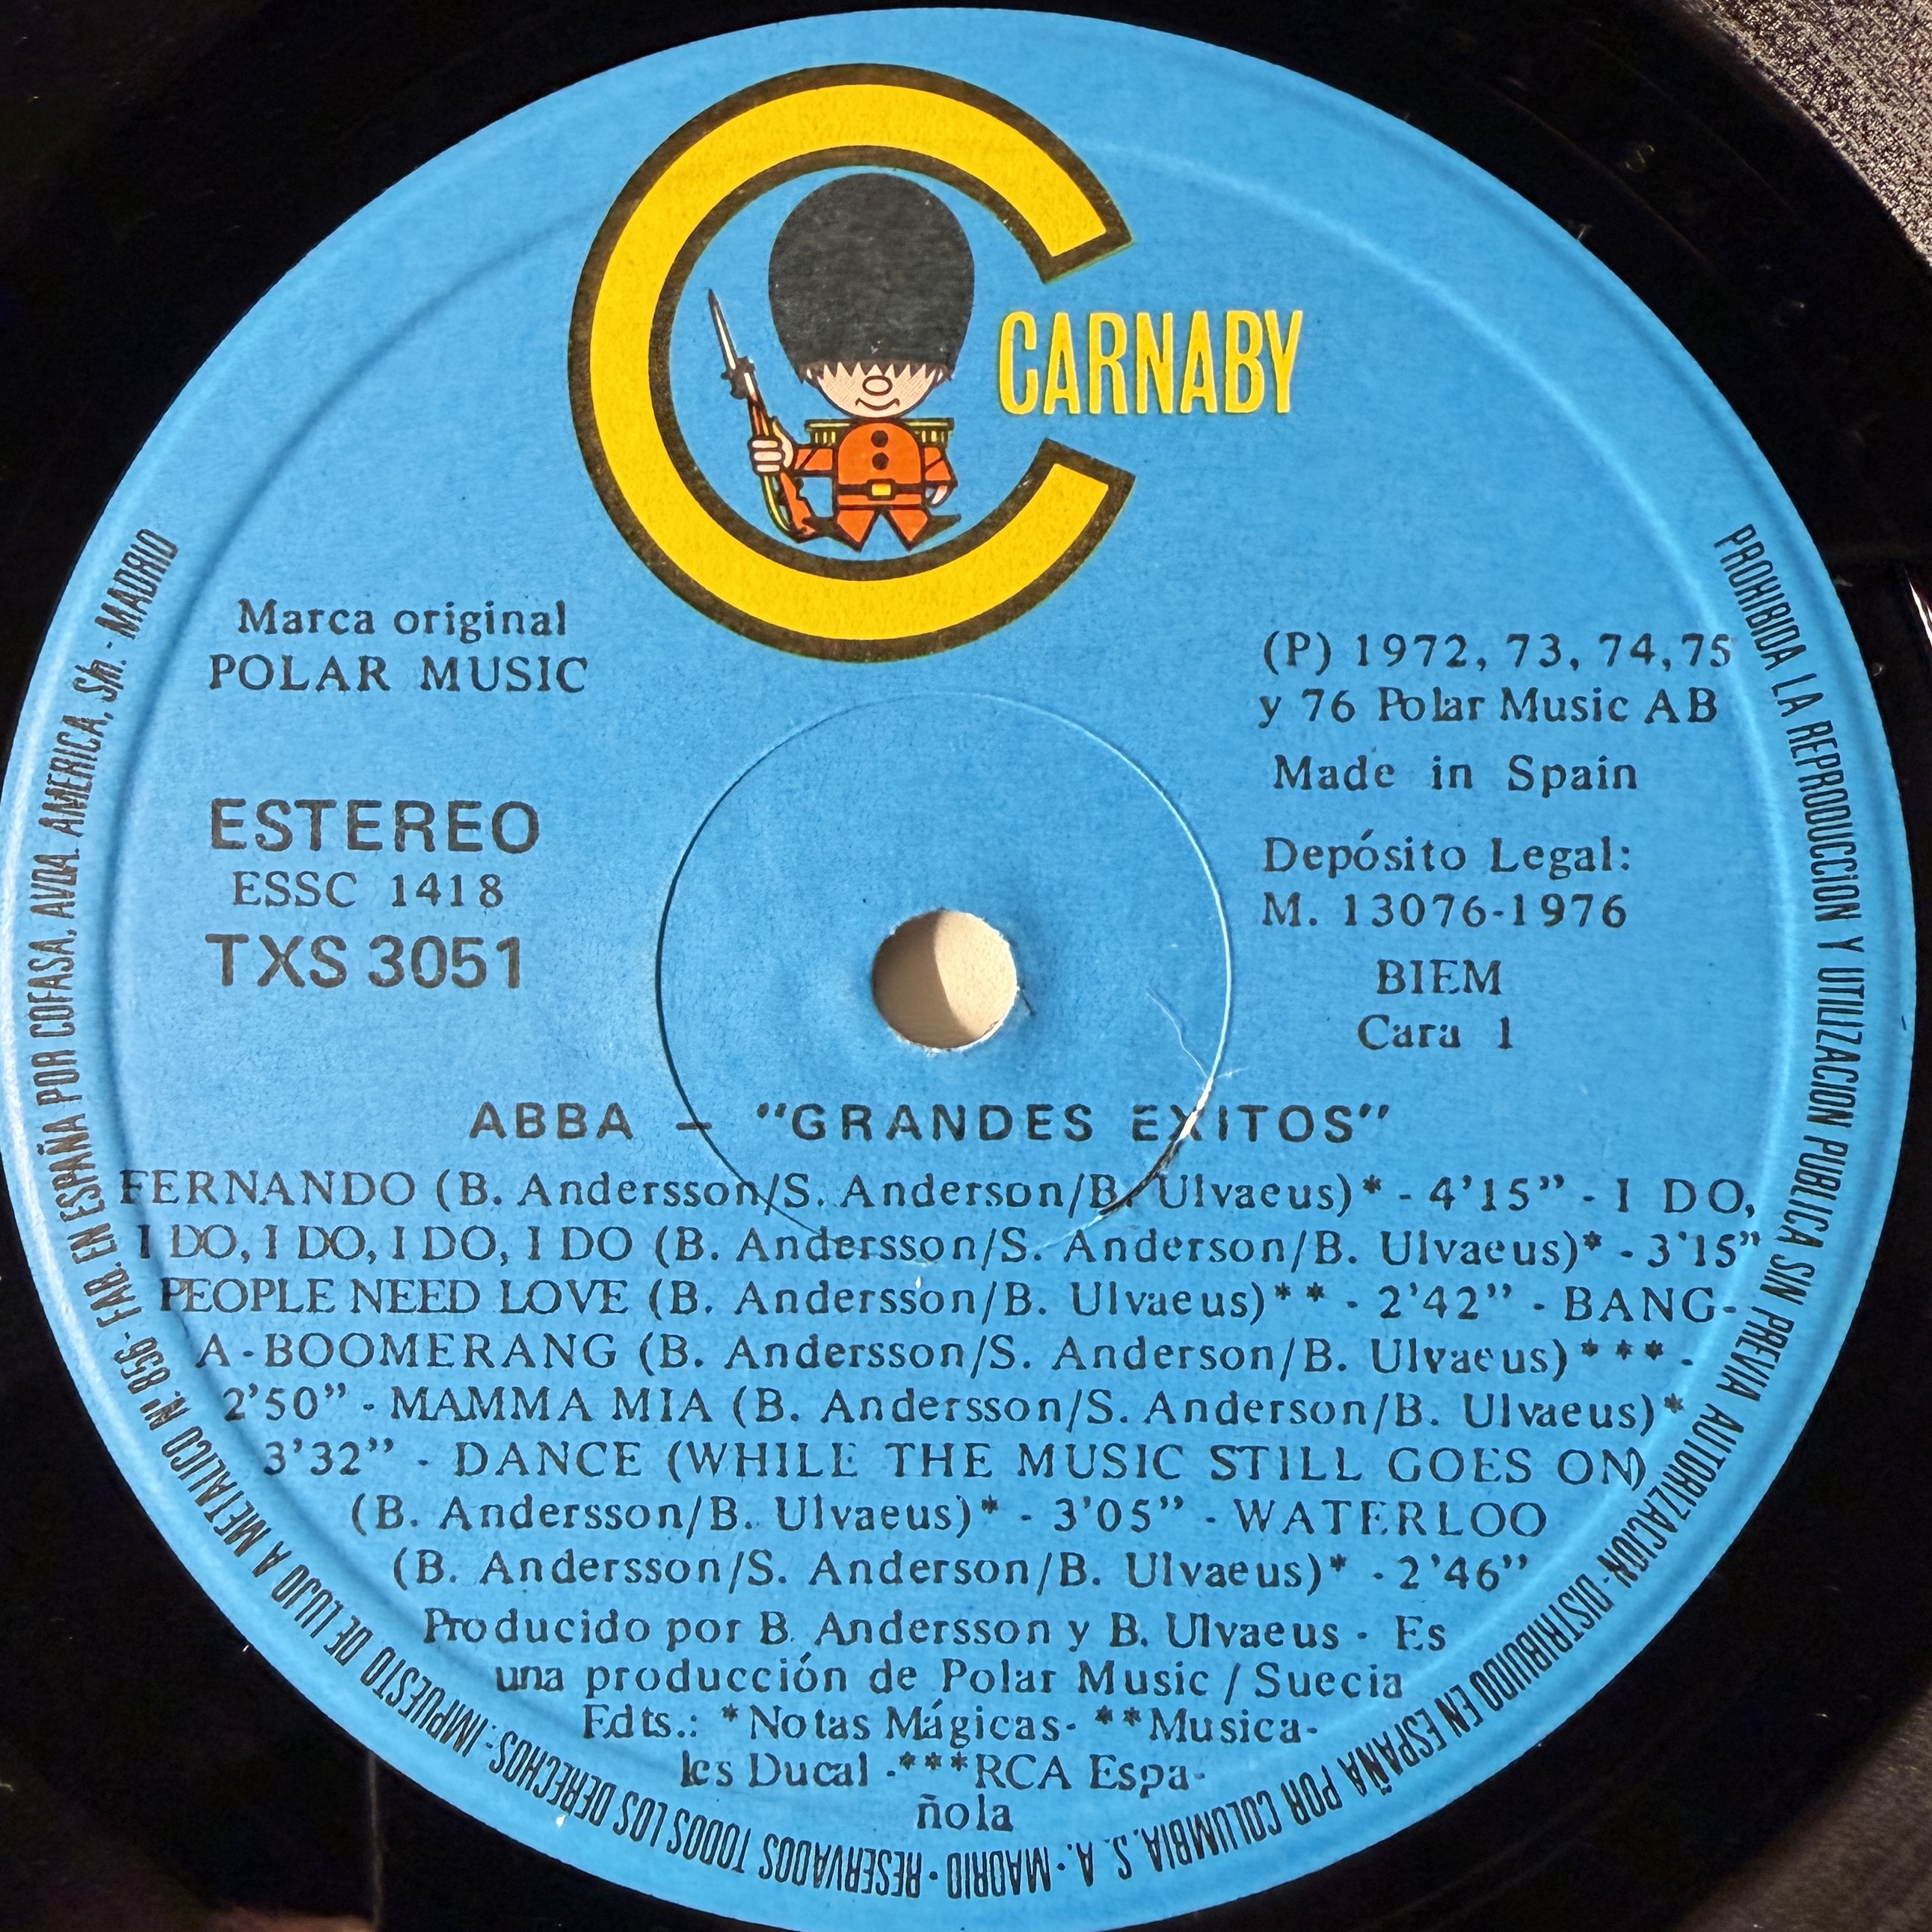 CARNABY
Marca original
POLAR MUSIC
(P) 1972, 73, 74, 75
y 76 Polar Music AB
Made in Spain
ESTEREO
ESSC 1418
TXS 3051
Depósito Legal:
M. 13076-1976
BIEM
Cara 1
ABBA – "GRANDES EXITOS"
FERNANDO (B. Andersson/S. Anderson/B. Ulvaeus)* - 4'15" - I DO,
I DO, I DO, I DO, I DO (B. Andersson/S. Anderson/B. Ulvaeus)* - 3'15"
PEOPLE NEED LOVE (B. Andersson/B. Ulvaeus)** - 2'42" - BANG-
A-BOOMERANG (B. Andersson/S. Anderson/B. Ulvaeus)*** -
2'50" - MAMMA MIA (B. Andersson/S. Anderson/B. Ulvaeus)*
3'32" - DANCE (WHILE THE MUSIC STILL GOES ON)
(B. Andersson/B. Ulvaeus)* - 3'05" - WATERLOO
(B. Andersson/S. Anderson/B. Ulvaeus)* - 2'46"
Producido por B. Andersson y B. Ulvaeus - Es
una producción de Polar Music / Suecia
Edts.: *Notas Mágicas- **Musica-
les Ducal -***RCA Espa-
ñola
PROHIBIDA LA REPRODUCCION Y UTILIZACION PUBLICA SIN PREVIA AUTORIZACION - DISTRIBUIDO EN ESPAÑA POR COLUMBIA, S. A. - MADRID - RESERVADOS TODOS LOS DERECHOS - IMPUESTO DE LUJO A METALICO N.º 856 - FAB. EN ESPAÑA POR COFASA, AVDA. AMERICA, S/n. - MADRID